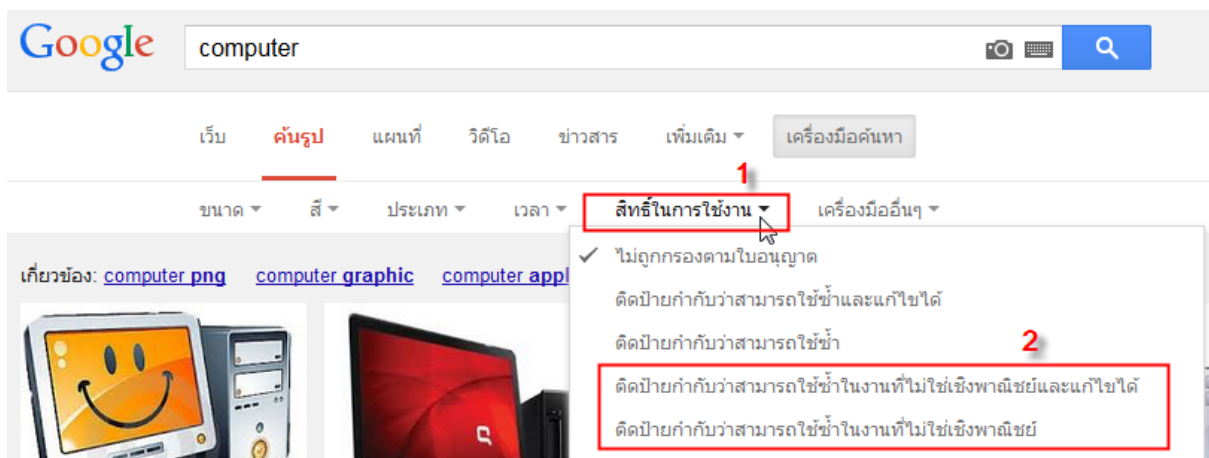 Google computer
เว็บ ค้นรูป แผนที่ วิดีโอ ข่าวสาร เพิ่มเติม เครื่องมือค้นหา
1
ขนาด สี ประเภท เวลา สิทธิ์ในการใช้งาน เครื่องมืออื่นๆ
ไม่ถูกกรองตามใบอนุญาต
เกี่ยวข้อง: computer png computer graphic computer appl
ติดป้ายกำกับว่าสามารถใช้ซ้ำและแก้ไขได้
ติดป้ายกำกับว่าสามารถใช้ซ้ำ
2
ติดป้ายกำกับว่าสามารถใช้ซ้ำในงานที่ไม่ใช่เชิงพาณิชย์และแก้ไขได้
ติดป้ายกำกับว่าสามารถใช้ซ้ำในงานที่ไม่ใช่เชิงพาณิชย์